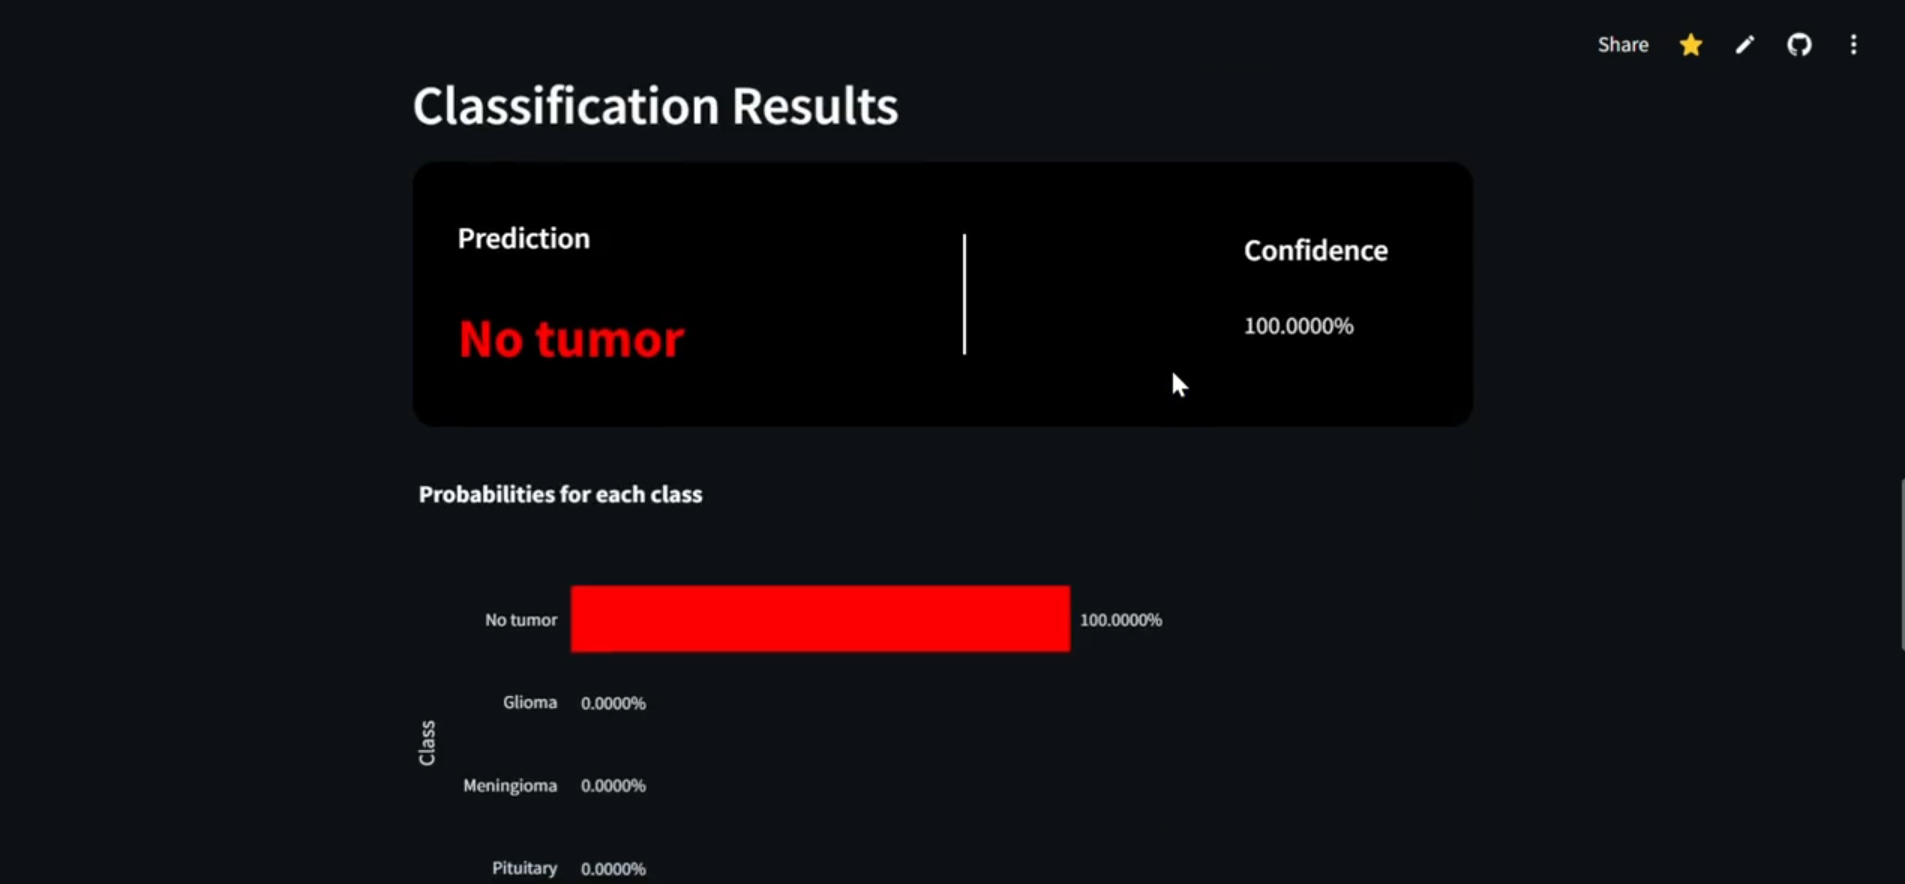 Share
Classification Results
Prediction
Confidence
No tumor
100.0000%
Probabilities for each class
No tumor 100.0000%
Glioma 0.0000%
Class
Meningioma 0.0000%
Pituitary 0.0000%